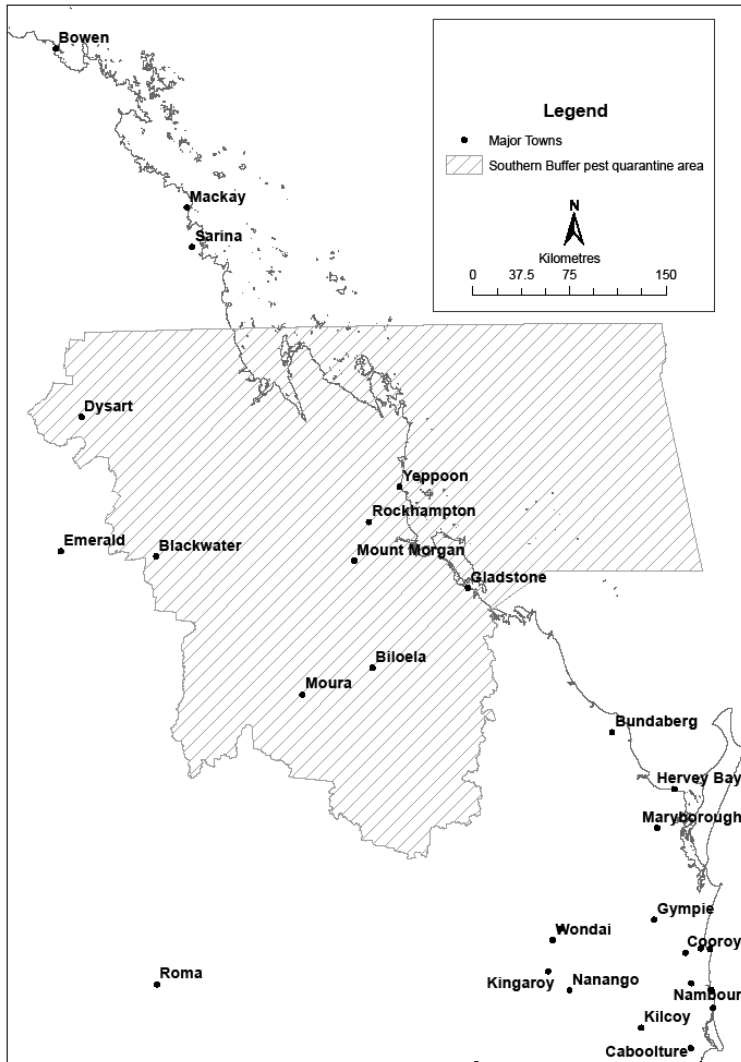 Bowen
Legend
Major Towns
Southern Buffer pest quarantine area
N
Kilometres
0 37.5 75 150
Mackay
Sarina
Dysart
Yeppoon
Rockhampton
Emerald
Blackwater
Mount Morgan
Gladstone
Biloela
Moura
Bundaberg
Hervey Bay
Maryborough
Gympie
Wondai
Cooroy
Roma
Kingaroy
Nanango
Nambour
Kilcoy
Caboolture